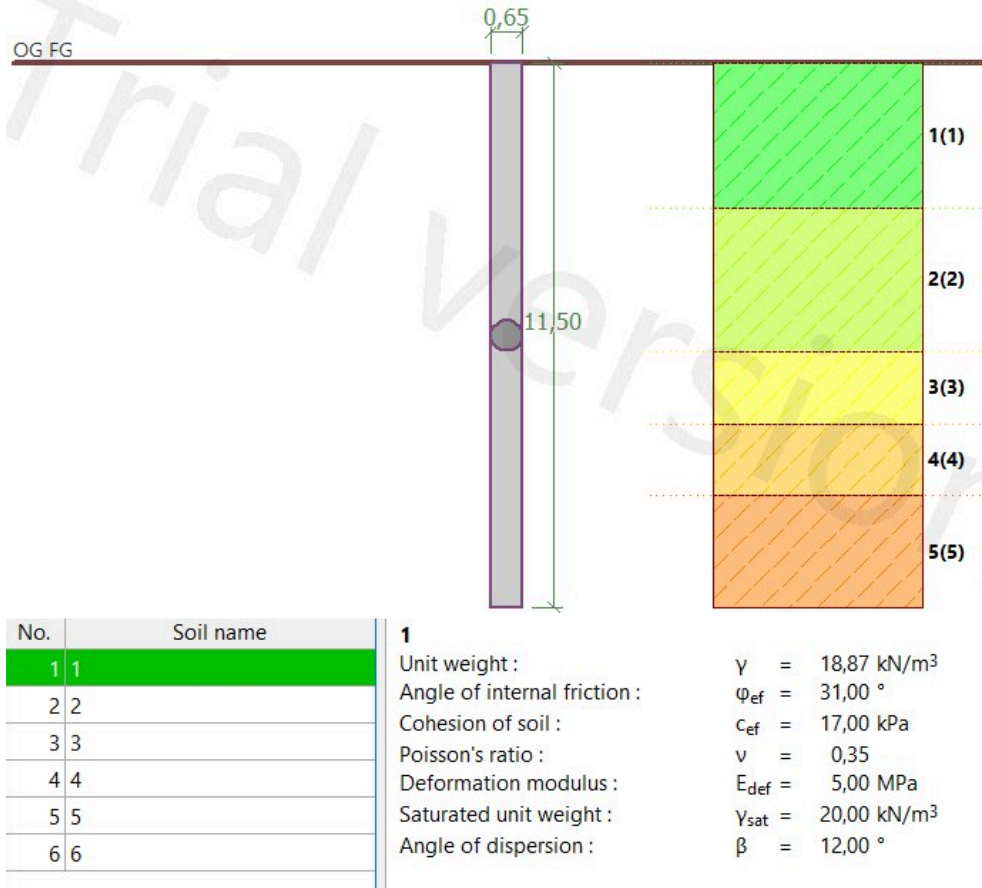 0,65
OG FG
Trial version
1(1)
2(2)
11,50
3(3)
4(4)
5(5)
No. Soil name
1 1
2 2
3 3
4 4
5 5
6 6
1
Unit weight : γ = 18,87 kN/m³
Angle of internal friction : φef = 31,00 °
Cohesion of soil : cef = 17,00 kPa
Poisson's ratio : ν = 0,35
Deformation modulus : Edef = 5,00 MPa
Saturated unit weight : γsat = 20,00 kN/m³
Angle of dispersion : β = 12,00 °